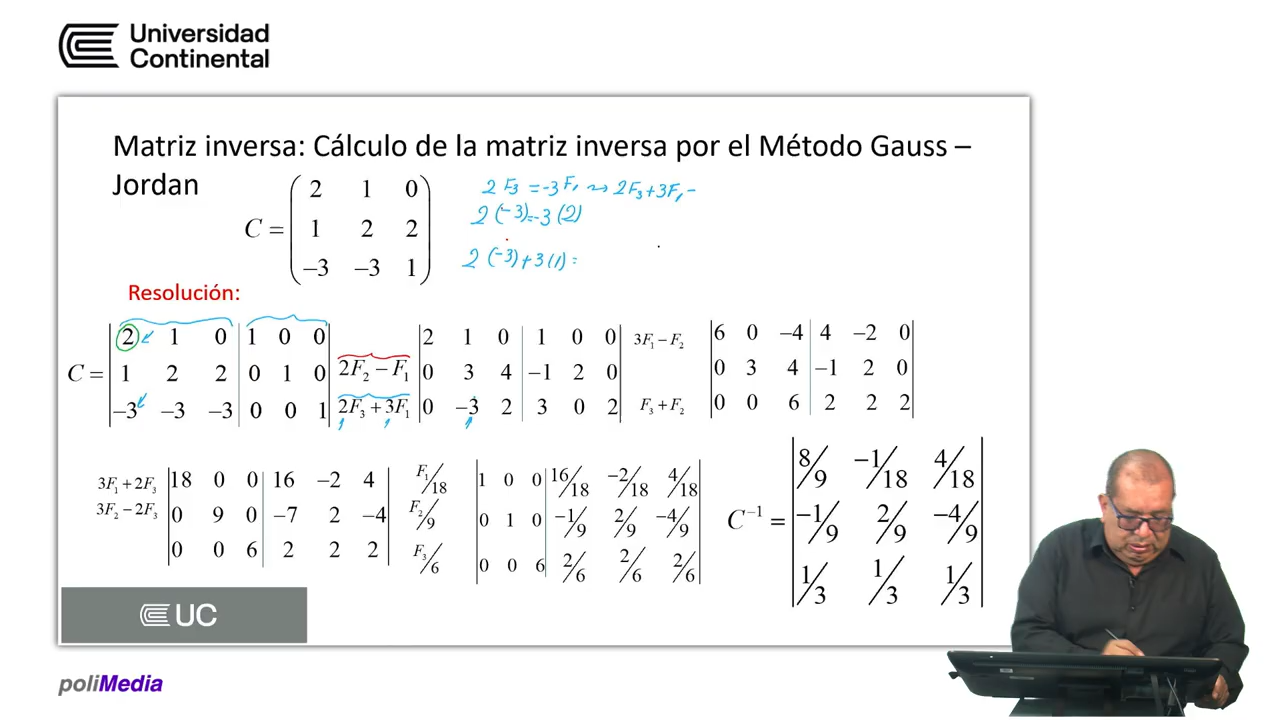 Universidad
Continental
Matriz inversa: Cálculo de la matriz inversa por el Método Gauss –
Jordan
2F₃ = -3F₁ ⇝ 2F₃ + 3F₁ -
2(-3) = -3(2)
2(-3) + 3(1) =
C =
2 1 0
1 2 2
−3 −3 1
Resolución:
C =
2 1 0 1 0 0
1 2 2 0 1 0
−3 −3 −3 0 0 1
2F₂ − F₁
2F₃ + 3F₁
2 1 0 1 0 0
0 3 4 −1 2 0
0 −3 2 3 0 2
3F₁ − F₂
F₃ + F₂
6 0 −4 4 −2 0
0 3 4 −1 2 0
0 0 6 2 2 2
3F₁ + 2F₃
3F₂ − 2F₃
18 0 0 16 −2 4
0 9 0 −7 2 −4
0 0 6 2 2 2
F₁/18
F₂/9
F₃/6
1 0 0 16/18 −2/18 4/18
0 1 0 −1/9 2/9 −4/9
0 0 6 2/6 2/6 2/6
C⁻¹ =
8/9 −1/18 4/18
−1/9 2/9 −4/9
1/3 1/3 1/3
UC
poliMedia